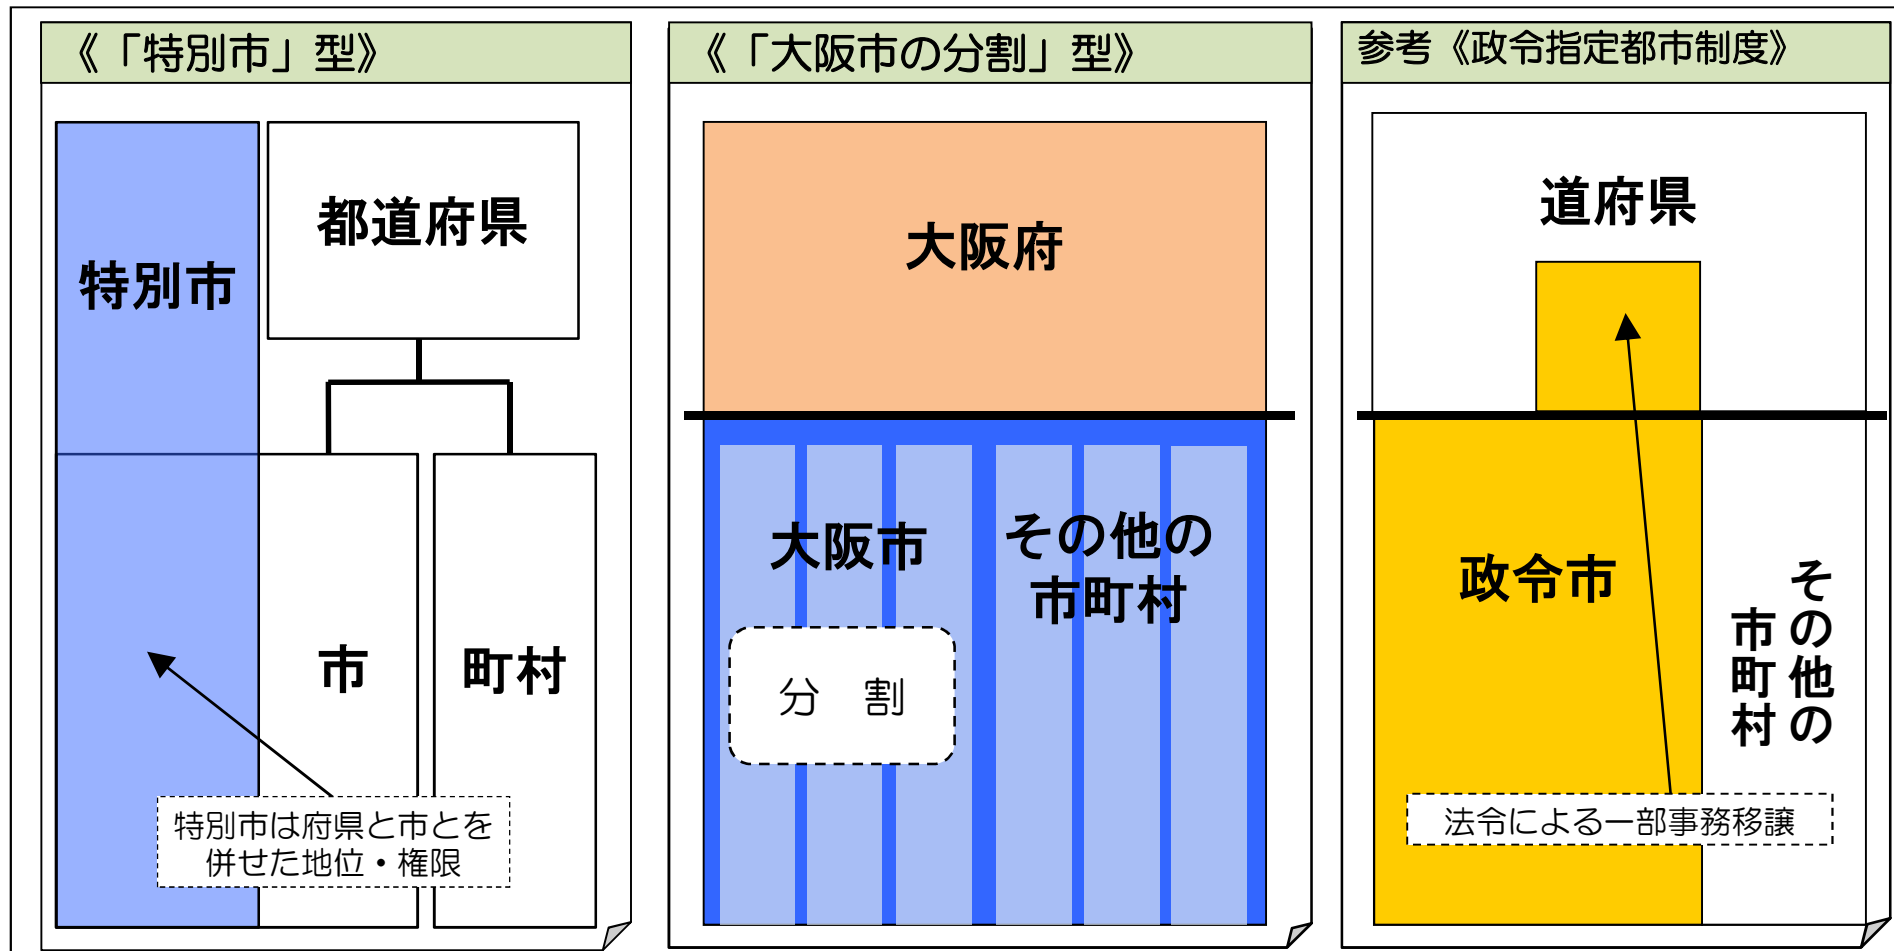 《「特別市」型》
都道府県
特別市
市
町村
特別市は府県と市とを
併せた地位・権限
《「大阪市の分割」型》
大阪府
大阪市
その他の
市町村
分　割
参考《政令指定都市制度》
道府県
政令市
その他の
市町村
法令による一部事務移譲